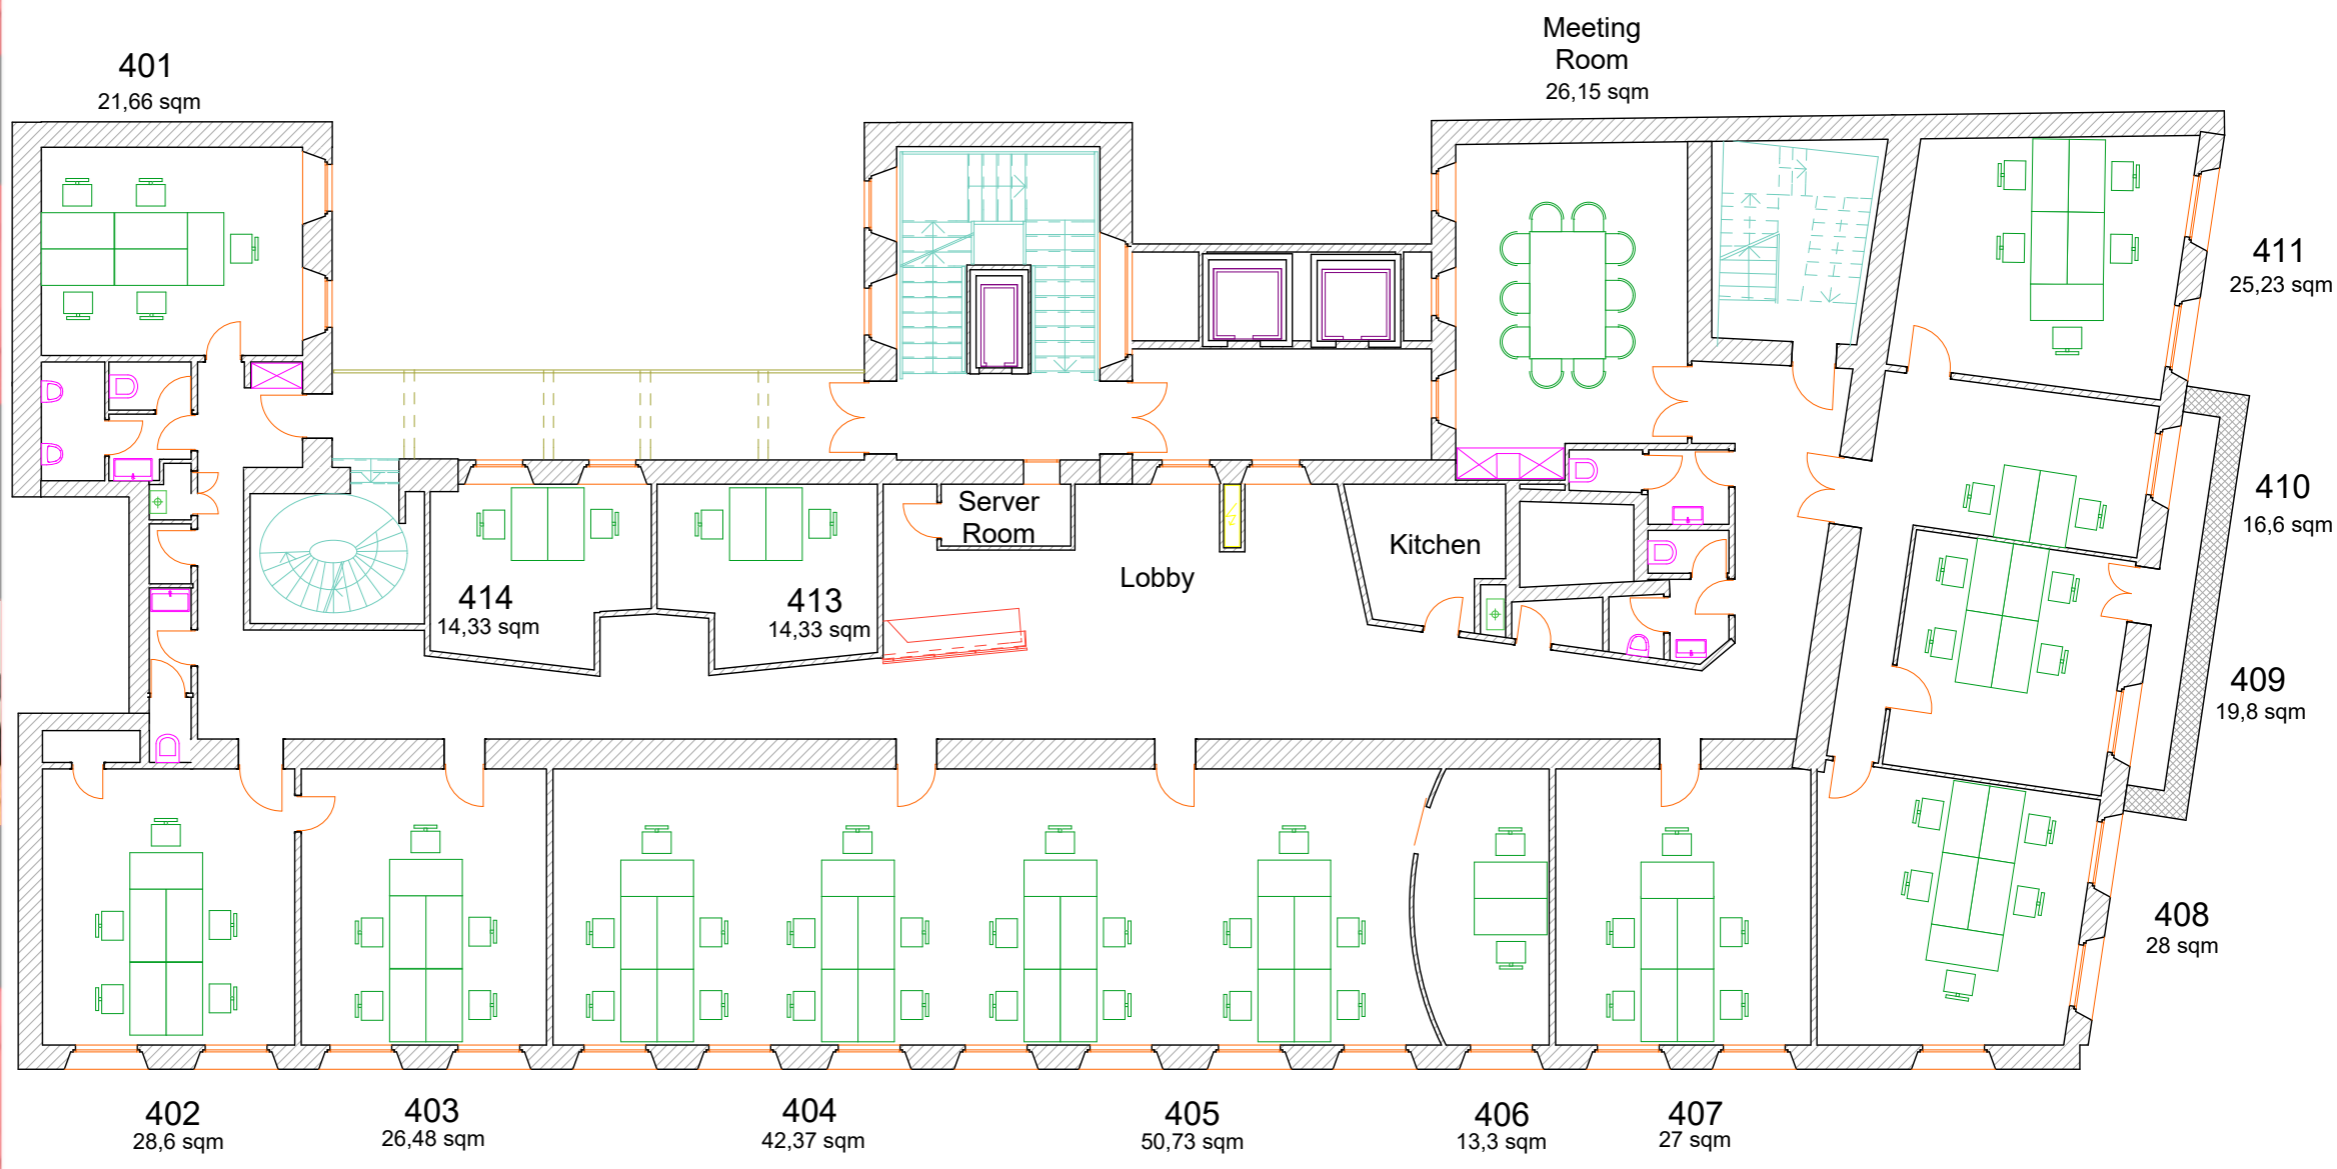 Meeting
Room
26,15 sqm
401
21,66 sqm
411
25,23 sqm
410
16,6 sqm
Server
Room
Kitchen
Lobby
414
14,33 sqm
413
14,33 sqm
409
19,8 sqm
408
28 sqm
402
28,6 sqm
403
26,48 sqm
404
42,37 sqm
405
50,73 sqm
406
13,3 sqm
407
27 sqm